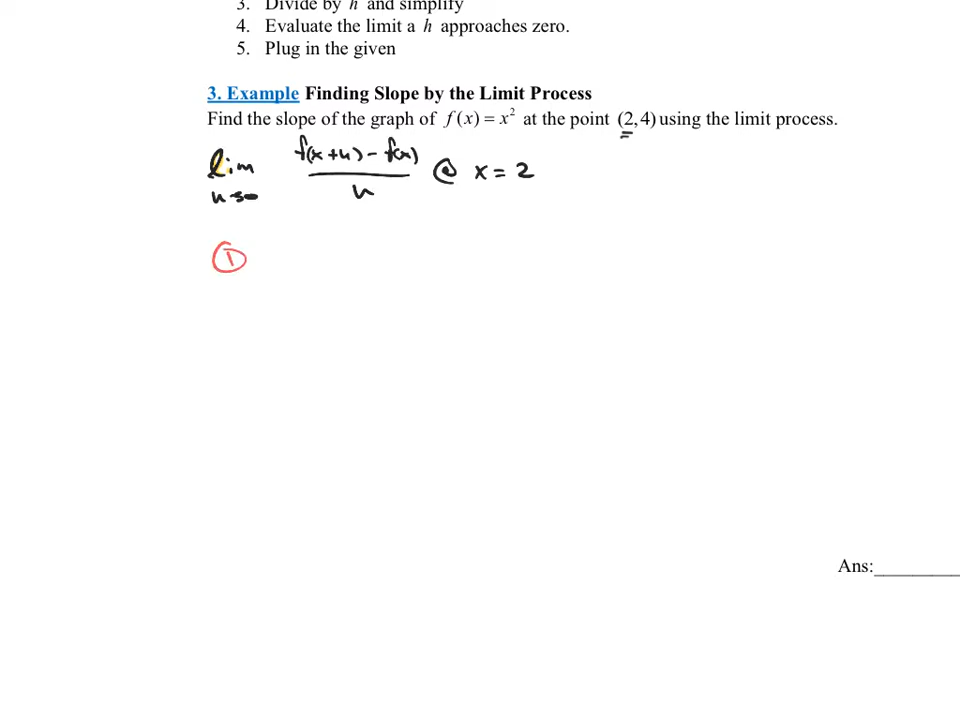 3. Divide by h and simplify
4. Evaluate the limit a h approaches zero.
5. Plug in the given
3. Example Finding Slope by the Limit Process
Find the slope of the graph of f(x) = x² at the point (2,4) using the limit process.
lim f(x+h) - f(x) @ x = 2
h→0 h
①
Ans: